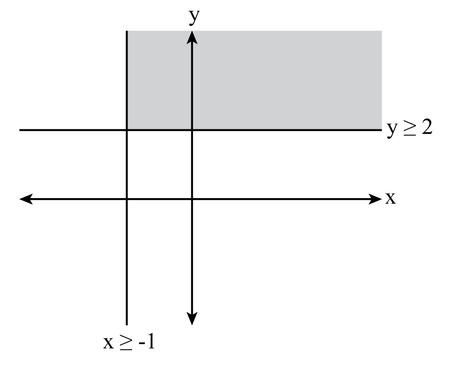 y
y ≥ 2
x
x ≥ -1